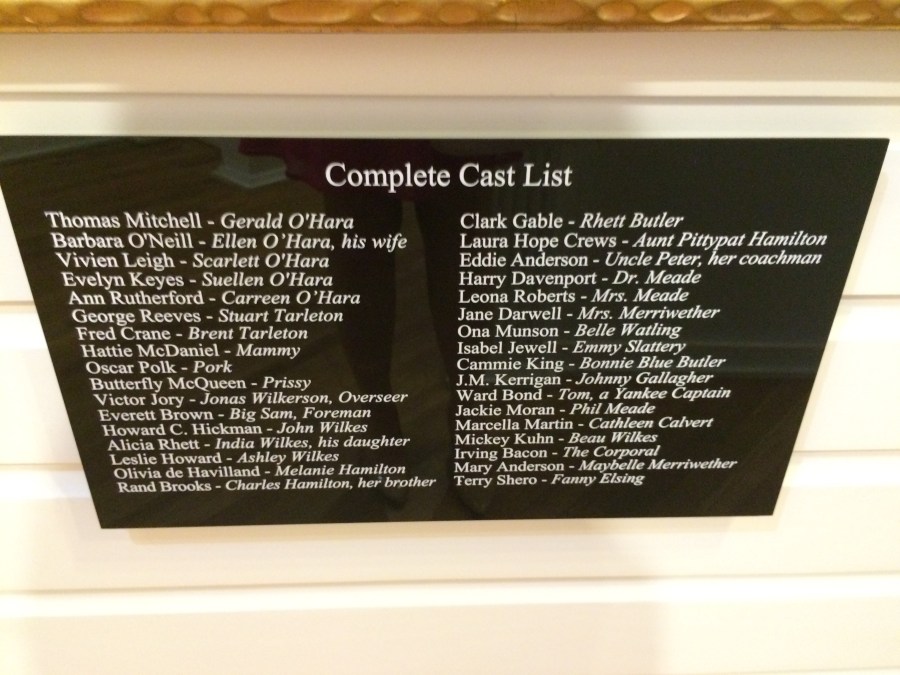 Complete Cast List
Thomas Mitchell - Gerald O'Hara
Barbara O'Neill - Ellen O'Hara, his wife
Vivien Leigh - Scarlett O'Hara
Evelyn Keyes - Suellen O'Hara
Ann Rutherford - Carreen O'Hara
George Reeves - Stuart Tarleton
Fred Crane - Brent Tarleton
Hattie McDaniel - Mammy
Oscar Polk - Pork
Butterfly McQueen - Prissy
Victor Jory - Jonas Wilkerson, Overseer
Everett Brown - Big Sam, Foreman
Howard C. Hickman - John Wilkes
Alicia Rhett - India Wilkes, his daughter
Leslie Howard - Ashley Wilkes
Olivia de Havilland - Melanie Hamilton
Rand Brooks - Charles Hamilton, her brother
Clark Gable - Rhett Butler
Laura Hope Crews - Aunt Pittypat Hamilton
Eddie Anderson - Uncle Peter, her coachman
Harry Davenport - Dr. Meade
Leona Roberts - Mrs. Meade
Jane Darwell - Mrs. Merriwether
Ona Munson - Belle Watling
Isabel Jewell - Emmy Slattery
Cammie King - Bonnie Blue Butler
J.M. Kerrigan - Johnny Gallagher
Ward Bond - Tom, a Yankee Captain
Jackie Moran - Phil Meade
Marcella Martin - Cathleen Calvert
Mickey Kuhn - Beau Wilkes
Irving Bacon - The Corporal
Mary Anderson - Maybelle Merriwether
Terry Shero - Fanny Elsing